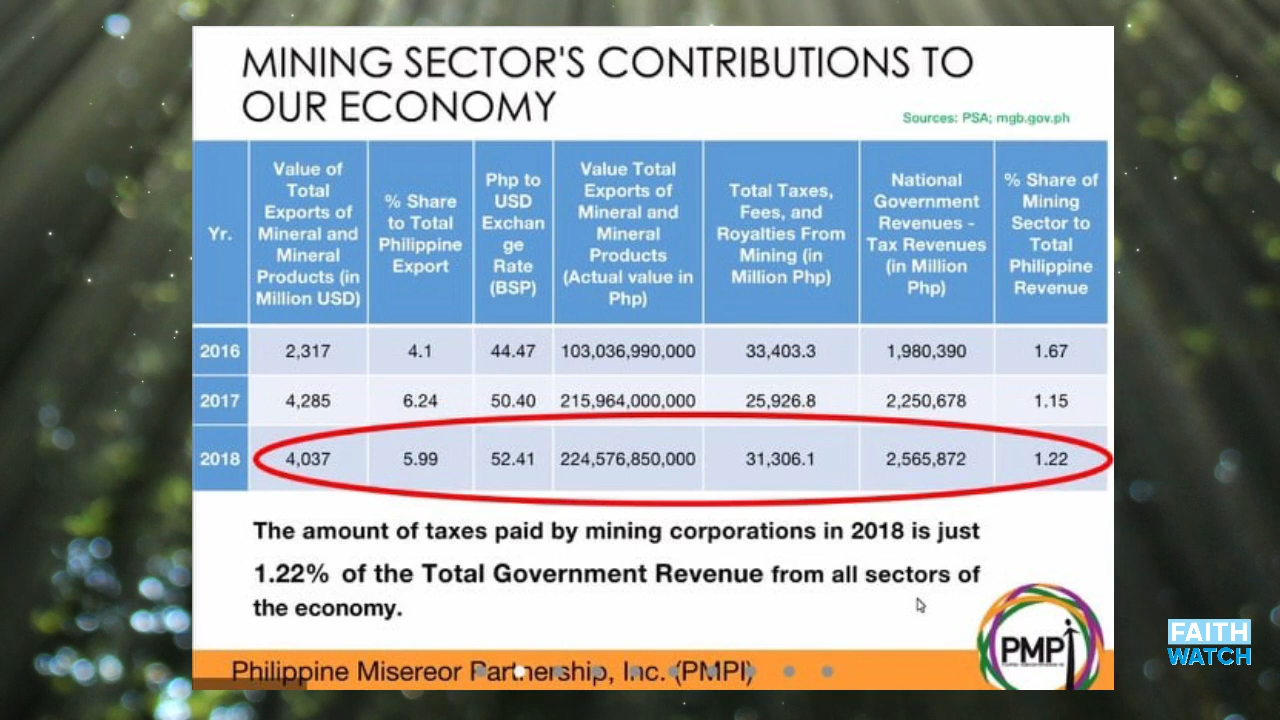 MINING SECTOR'S CONTRIBUTIONS TO
OUR ECONOMY
Sources: PSA; mgb.gov.ph
Yr.
Value of
Total
Exports of
Mineral and
Mineral
Products (in
Million USD)
% Share
to Total
Philippine
Export
Php to
USD
Exchan
ge
Rate
(BSP)
Value Total
Exports of
Mineral and
Mineral
Products
(Actual value in
Php)
Total Taxes,
Fees, and
Royalties From
Mining (in
Million Php)
National
Government
Revenues -
Tax Revenues
(in Million
Php)
% Share of
Mining
Sector to
Total
Philippine
Revenue
2016 2,317 4.1 44.47 103,036,990,000 33,403.3 1,980,390 1.67
2017 4,285 6.24 50.40 215,964,000,000 25,926.8 2,250,678 1.15
2018 4,037 5.99 52.41 224,576,850,000 31,306.1 2,565,872 1.22
The amount of taxes paid by mining corporations in 2018 is just
1.22% of the Total Government Revenue from all sectors of
the economy.
PMPI
Philippine Misereor Partnership, Inc. (PMPI)
FAITH
WATCH